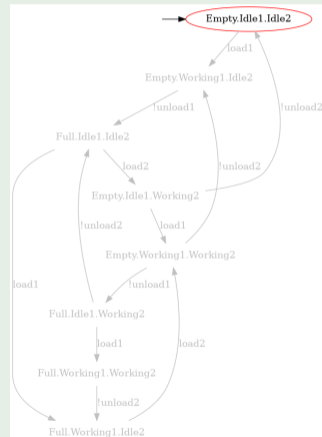 Empty.Idle1.Idle2
load1
Empty.Working1.Idle2
!unload1
!unload2
Full.Idle1.Idle2
load2
!unload2
Empty.Idle1.Working2
!unload2
load1
Empty.Working1.Working2
load1
!unload1
Full.Idle1.Working2
load1
load2
Full.Working1.Working2
!unload2
Full.Working1.Idle2